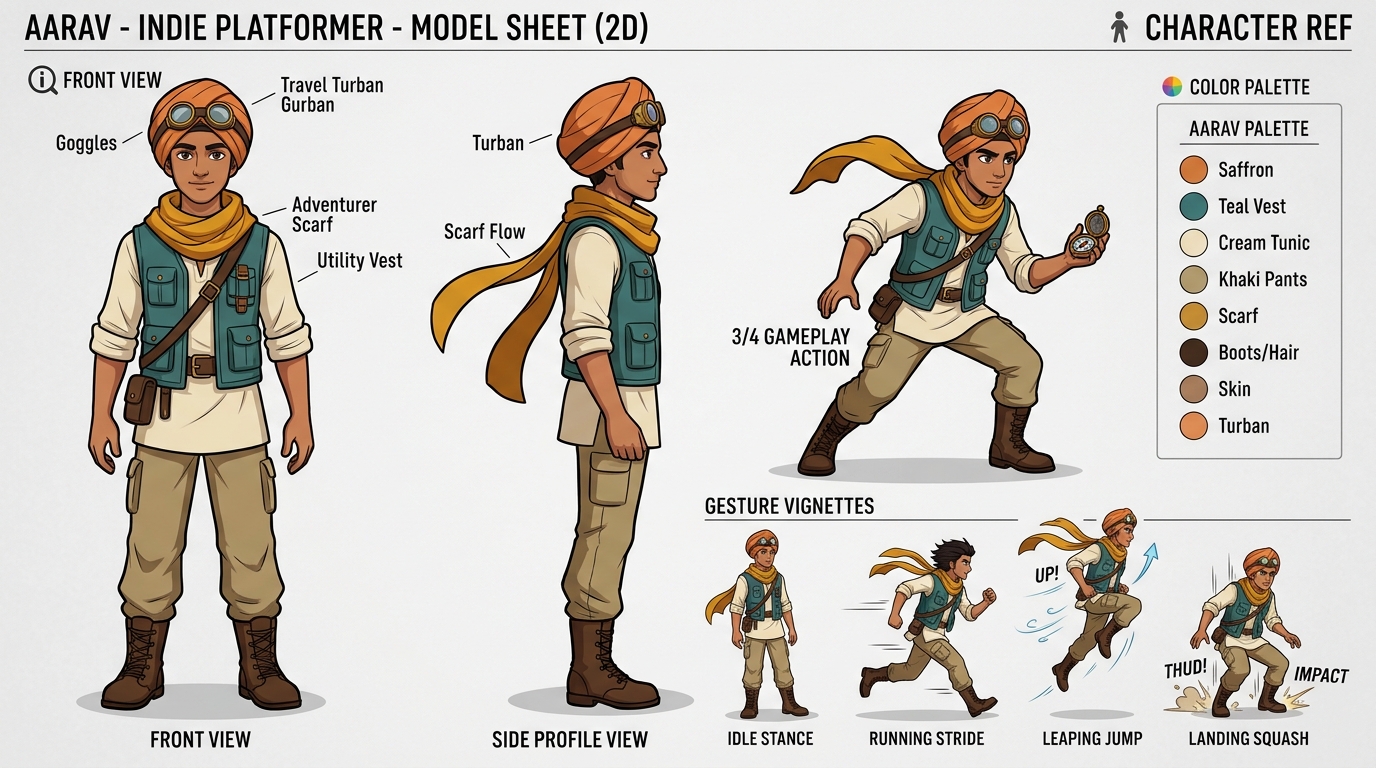 AARAV - INDIE PLATFORMER - MODEL SHEET (2D)
CHARACTER REF
FRONT VIEW
Travel Turban
Gurban
Goggles
Adventurer
Scarf
Utility Vest
FRONT VIEW
Turban
Scarf Flow
SIDE PROFILE VIEW
3/4 GAMEPLAY
ACTION
COLOR PALETTE
AARAV PALETTE
Saffron
Teal Vest
Cream Tunic
Khaki Pants
Scarf
Boots/Hair
Skin
Turban
GESTURE VIGNETTES
IDLE STANCE
RUNNING STRIDE
UP!
LEAPING JUMP
THUD!
IMPACT
LANDING SQUASH